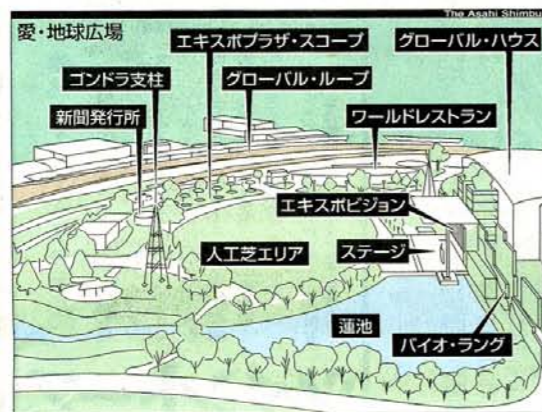 The Asahi Shimbun
愛・地球広場
エキスポプラザ・スコープ
グローバル・ハウス
ゴンドラ支柱
グローバル・ループ
新聞発行所
ワールドレストラン
エキスポビジョン
人工芝エリア
ステージ
蓮池
バイオ・ラング